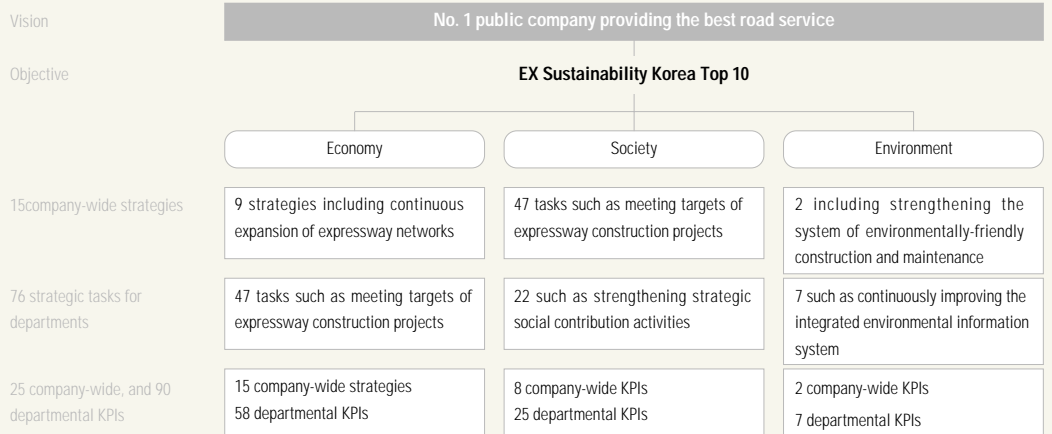 Vision
No. 1 public company providing the best road service
Objective
EX Sustainability Korea Top 10
Economy
Society
Environment
15company-wide strategies
9 strategies including continuous
expansion of expressway networks
47 tasks such as meeting targets of
expressway construction projects
2 including strengthening the
system of environmentally-friendly
construction and maintenance
76 strategic tasks for
departments
47 tasks such as meeting targets of
expressway construction projects
22 such as strengthening strategic
social contribution activities
7 such as continuously improving the
integrated environmental information
system
25 company-wide, and 90
departmental KPIs
15 company-wide strategies
58 departmental KPIs
8 company-wide KPIs
25 departmental KPIs
2 company-wide KPIs
7 departmental KPIs